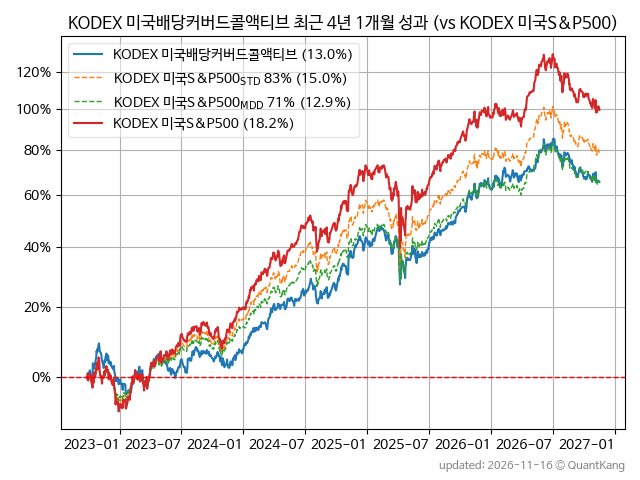 KODEX 미국배당커버드콜액티브 최근 4년 1개월 성과 (vs KODEX 미국S&P500)
KODEX 미국배당커버드콜액티브 (13.0%)
KODEX 미국S&P500STD 83% (15.0%)
KODEX 미국S&P500MDD 71% (12.9%)
KODEX 미국S&P500 (18.2%)
120%
100%
80%
60%
40%
20%
0%
2023-01 2023-07 2024-01 2024-07 2025-01 2025-07 2026-01 2026-07 2027-01
updated: 2026-11-16 © QuantKang